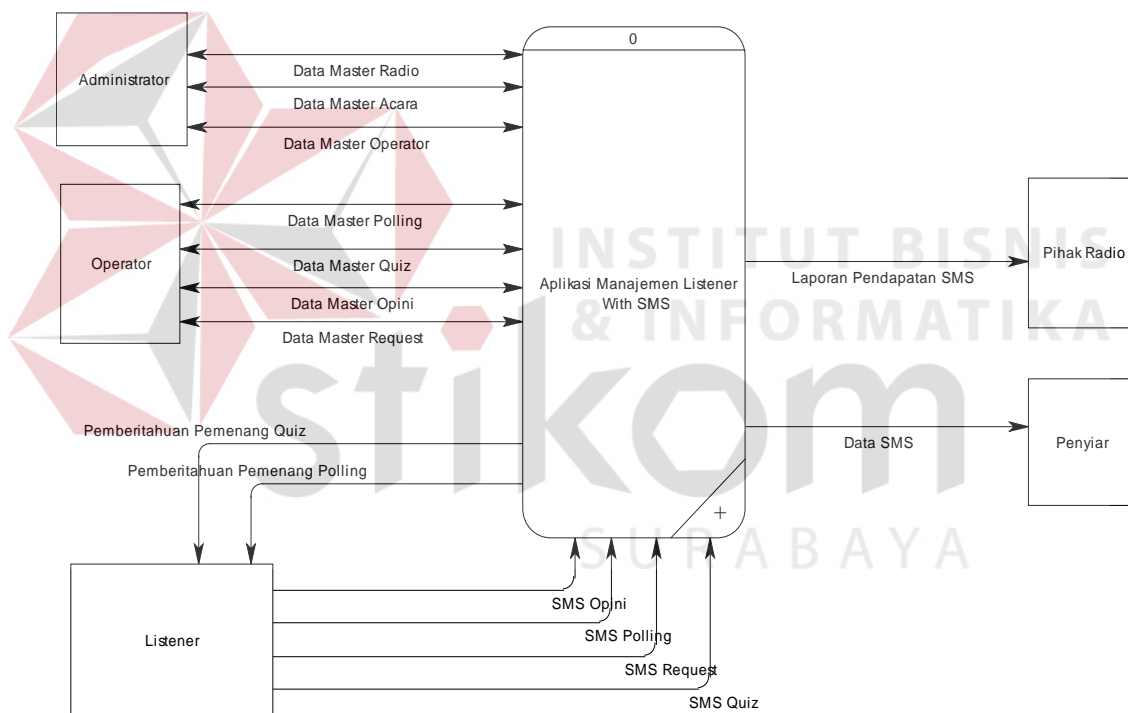 0
Administrator
Data Master Radio
Data Master Acara
Data Master Operator
Operator
Data Master Polling
Data Master Quiz
Data Master Opini
Data Master Request
Aplikasi Manajemen Listener
With SMS
Laporan Pendapatan SMS
Pihak Radio
Data SMS
Penyiar
Pemberitahuan Pemenang Quiz
Pemberitahuan Pemenang Polling
+
Listener
SMS Opini
SMS Polling
SMS Request
SMS Quiz
INSTITUT BISNIS
& INFORMATIKA
stikom
SURABAYA